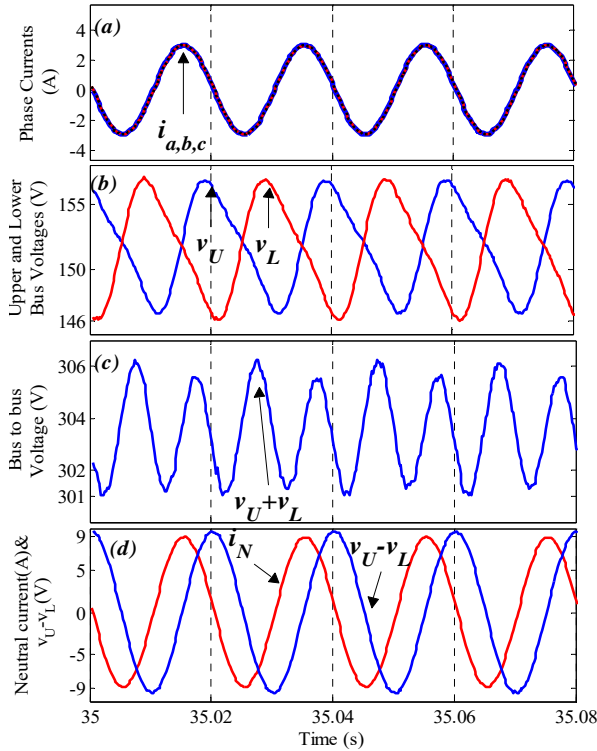 (a)
4
2
0
-2
-4
Phase Currents
(A)
i a,b,c
(b)
155
150
146
Upper and Lower
Bus Voltages (V)
v U
v L
(c)
306
304
302
301
Bus to bus
Voltage (V)
v U+v L
(d)
9
5
0
-5
-9
Neutral current(A)&
v U-v L(V)
i N
v U-v L
35
35.02
35.04
35.06
35.08
Time (s)